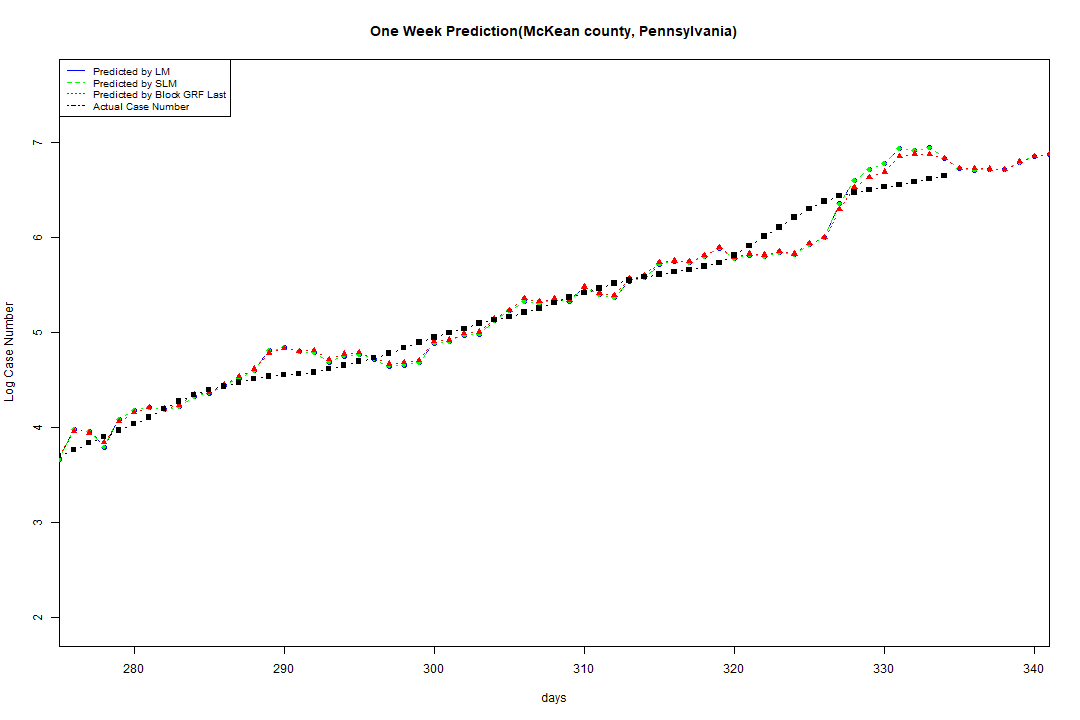 One Week Prediction(McKean county, Pennsylvania)
Predicted by LM
Predicted by SLM
Predicted by Block GRF Last
Actual Case Number
Log Case Number
7
6
5
4
3
2
280 290 300 310 320 330 340
days